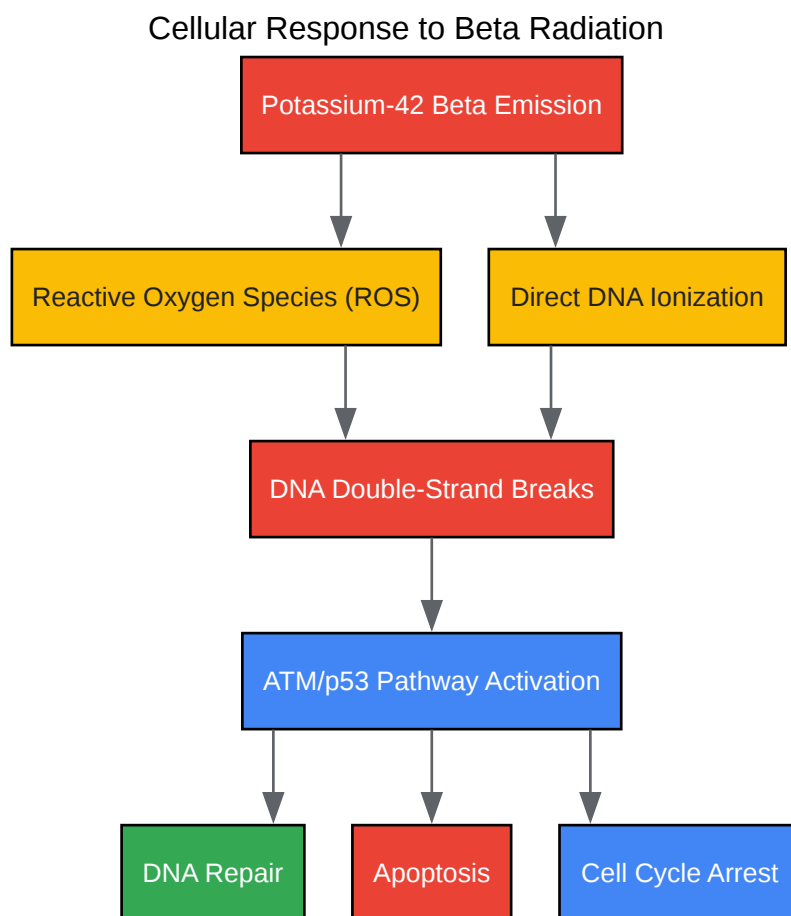 Cellular Response to Beta Radiation
Potassium-42 Beta Emission
Reactive Oxygen Species (ROS)
Direct DNA Ionization
DNA Double-Strand Breaks
ATM/p53 Pathway Activation
DNA Repair
Apoptosis
Cell Cycle Arrest